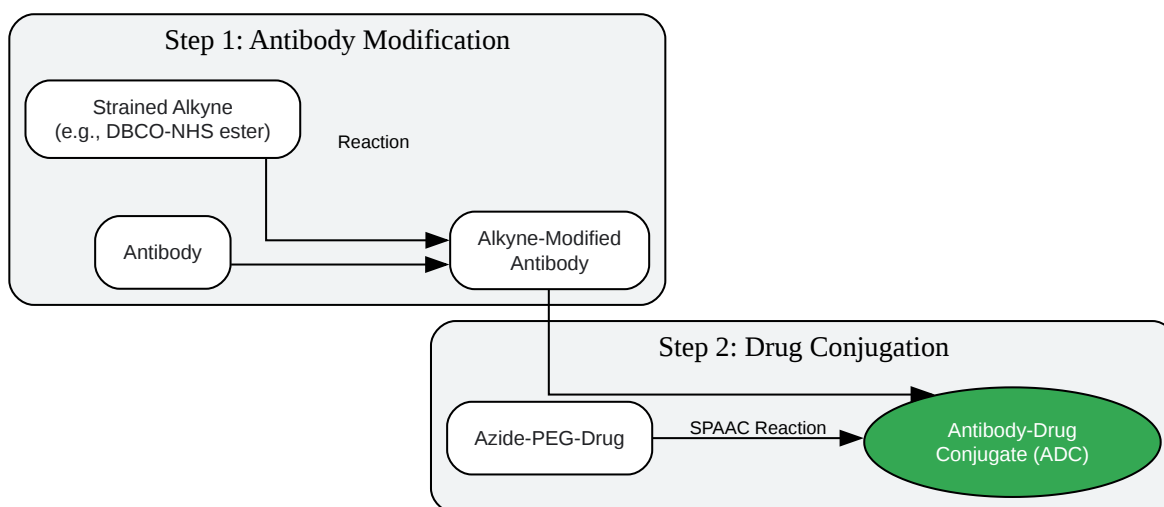 Step 1: Antibody Modification
Strained Alkyne
(e.g., DBCO-NHS ester)
Reaction
Antibody
Alkyne-Modified
Antibody
Step 2: Drug Conjugation
Azide-PEG-Drug
SPAAC Reaction
Antibody-Drug
Conjugate (ADC)